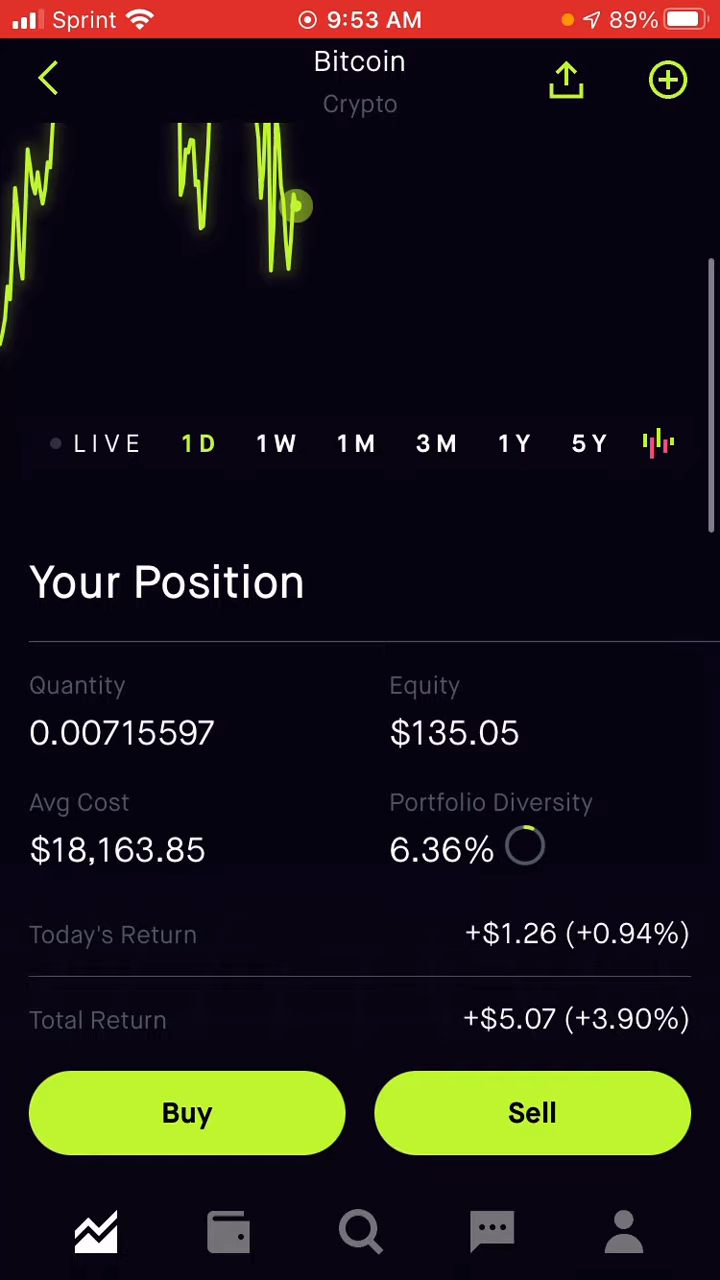 Sprint 9:53 AM 89%
Bitcoin
Crypto
LIVE 1D 1W 1M 3M 1Y 5Y
Your Position
Quantity Equity
0.00715597 $135.05
Avg Cost Portfolio Diversity
$18,163.85 6.36%
Today's Return +$1.26 (+0.94%)
Total Return +$5.07 (+3.90%)
Buy Sell